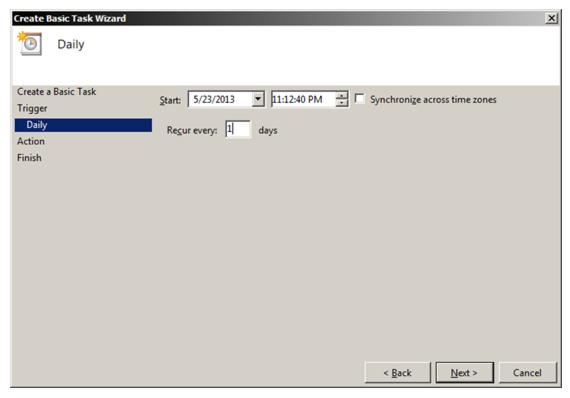 Create Basic Task Wizard
Daily
Create a Basic Task
Trigger
Daily
Action
Finish
Start: 5/23/2013 11:12:40 PM Synchronize across time zones
Recur every: 1 days
< Back Next > Cancel